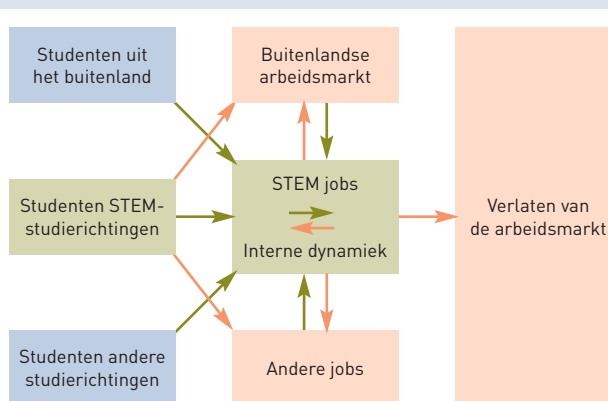 Studenten uit
het buitenland
Buitenlandse
arbeidsmarkt
Studenten STEM-
studierichtingen
STEM jobs
Interne dynamiek
Verlaten van
de arbeidsmarkt
Studenten andere
studierichtingen
Andere jobs